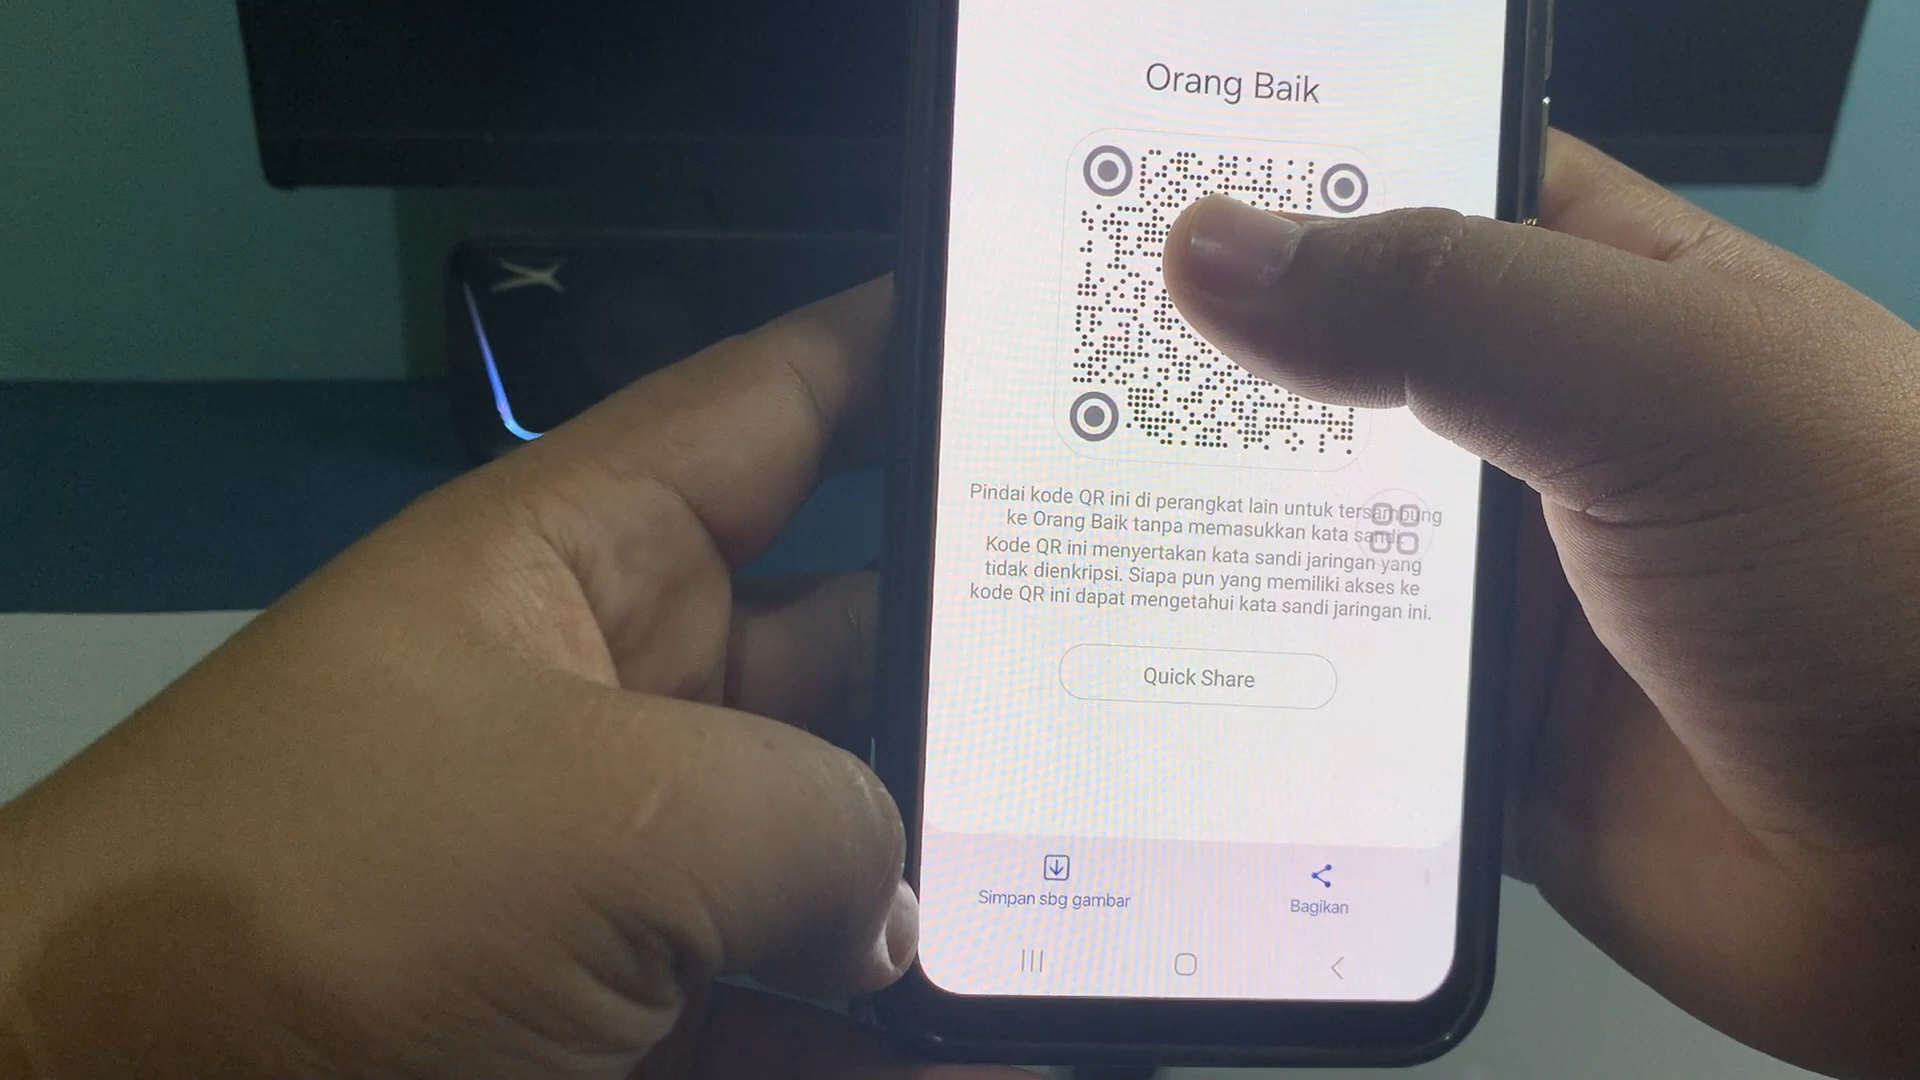 Orang Baik
Pindai kode QR ini di perangkat lain untuk tersambung
ke Orang Baik tanpa memasukkan kata sandi.
Kode QR ini menyertakan kata sandi jaringan yang
tidak dienkripsi. Siapa pun yang memiliki akses ke
kode QR ini dapat mengetahui kata sandi jaringan ini.
Quick Share
Simpan sbg gambar
Bagikan